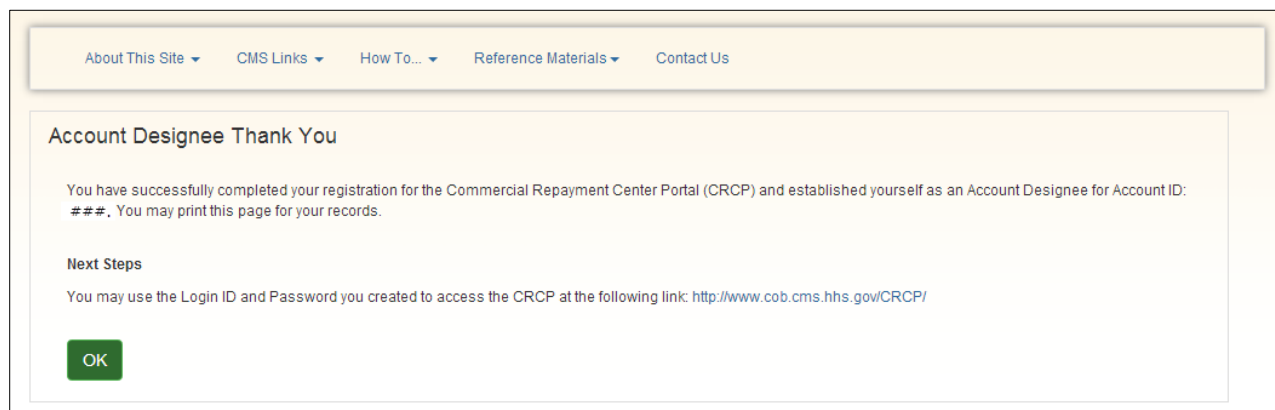 About This Site CMS Links How To... Reference Materials Contact Us
Account Designee Thank You
You have successfully completed your registration for the Commercial Repayment Center Portal (CRCP) and established yourself as an Account Designee for Account ID:
###. You may print this page for your records.
Next Steps
You may use the Login ID and Password you created to access the CRCP at the following link: http://www.cob.cms.hhs.gov/CRCP/
OK